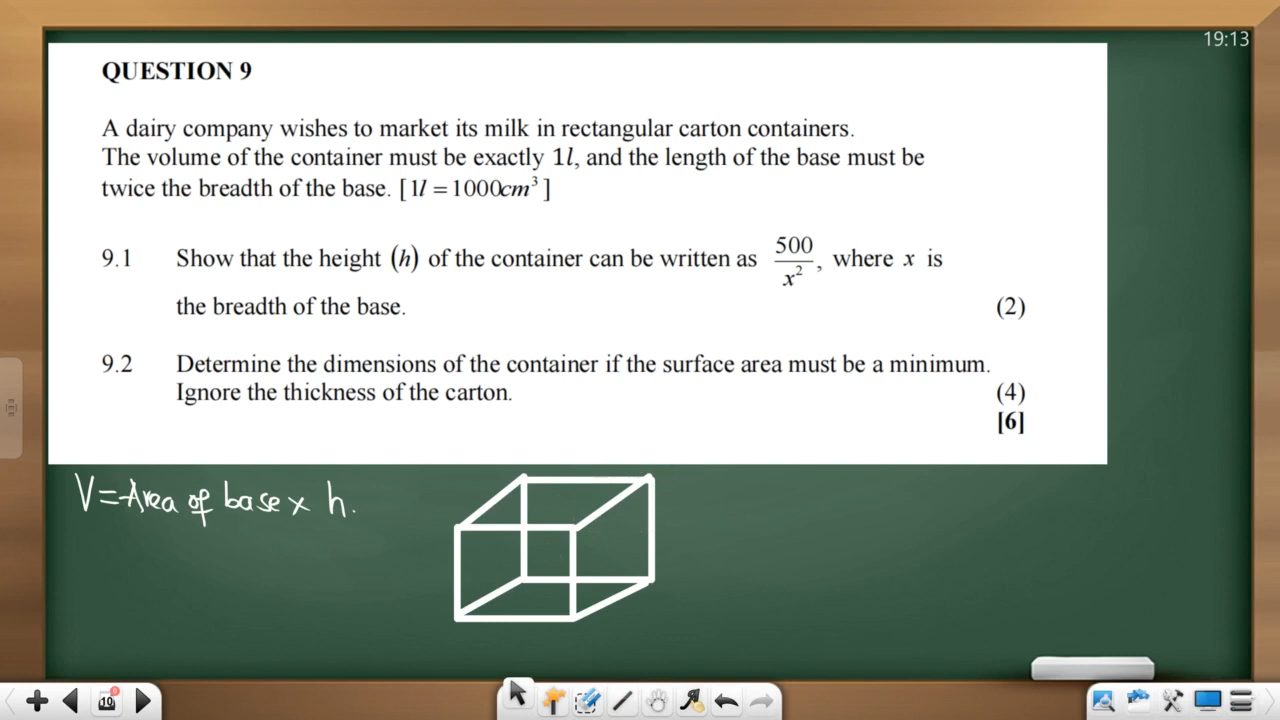 19:13
QUESTION 9
A dairy company wishes to market its milk in rectangular carton containers.
The volume of the container must be exactly 1l, and the length of the base must be
twice the breadth of the base. [1l = 1000cm³]
9.1 Show that the height (h) of the container can be written as 500/x², where x is
the breadth of the base. (2)
9.2 Determine the dimensions of the container if the surface area must be a minimum.
Ignore the thickness of the carton. (4)
[6]
V=Area of base × h.
10